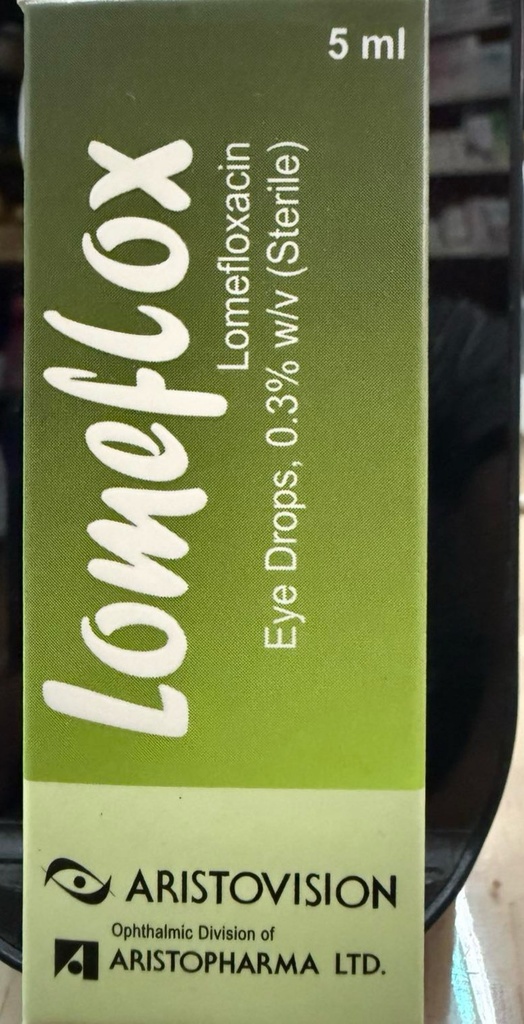 5 ml
Lomeflox
Lomefloxacin
Eye Drops, 0.3% w/v (Sterile)
ARISTOVISION
Ophthalmic Division of
ARISTOPHARMA LTD.